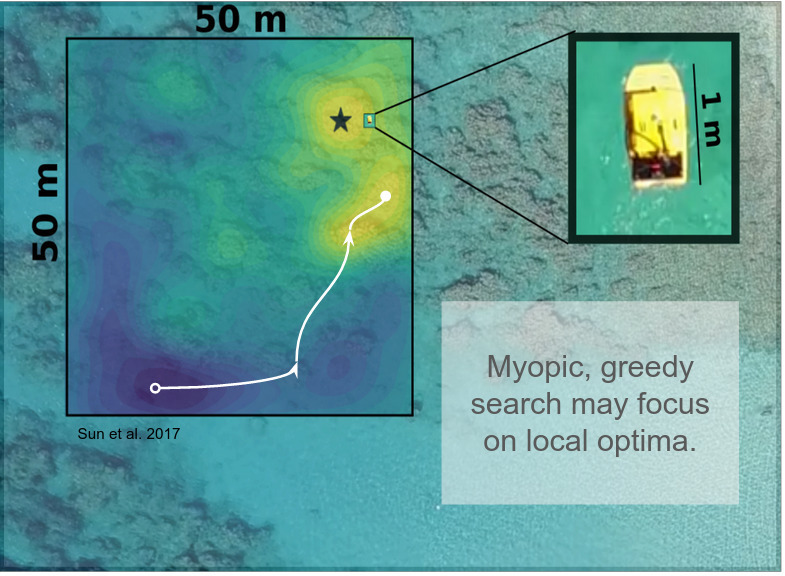 50 m
50 m
1 m
Myopic, greedy
search may focus
on local optima.
Sun et al. 2017